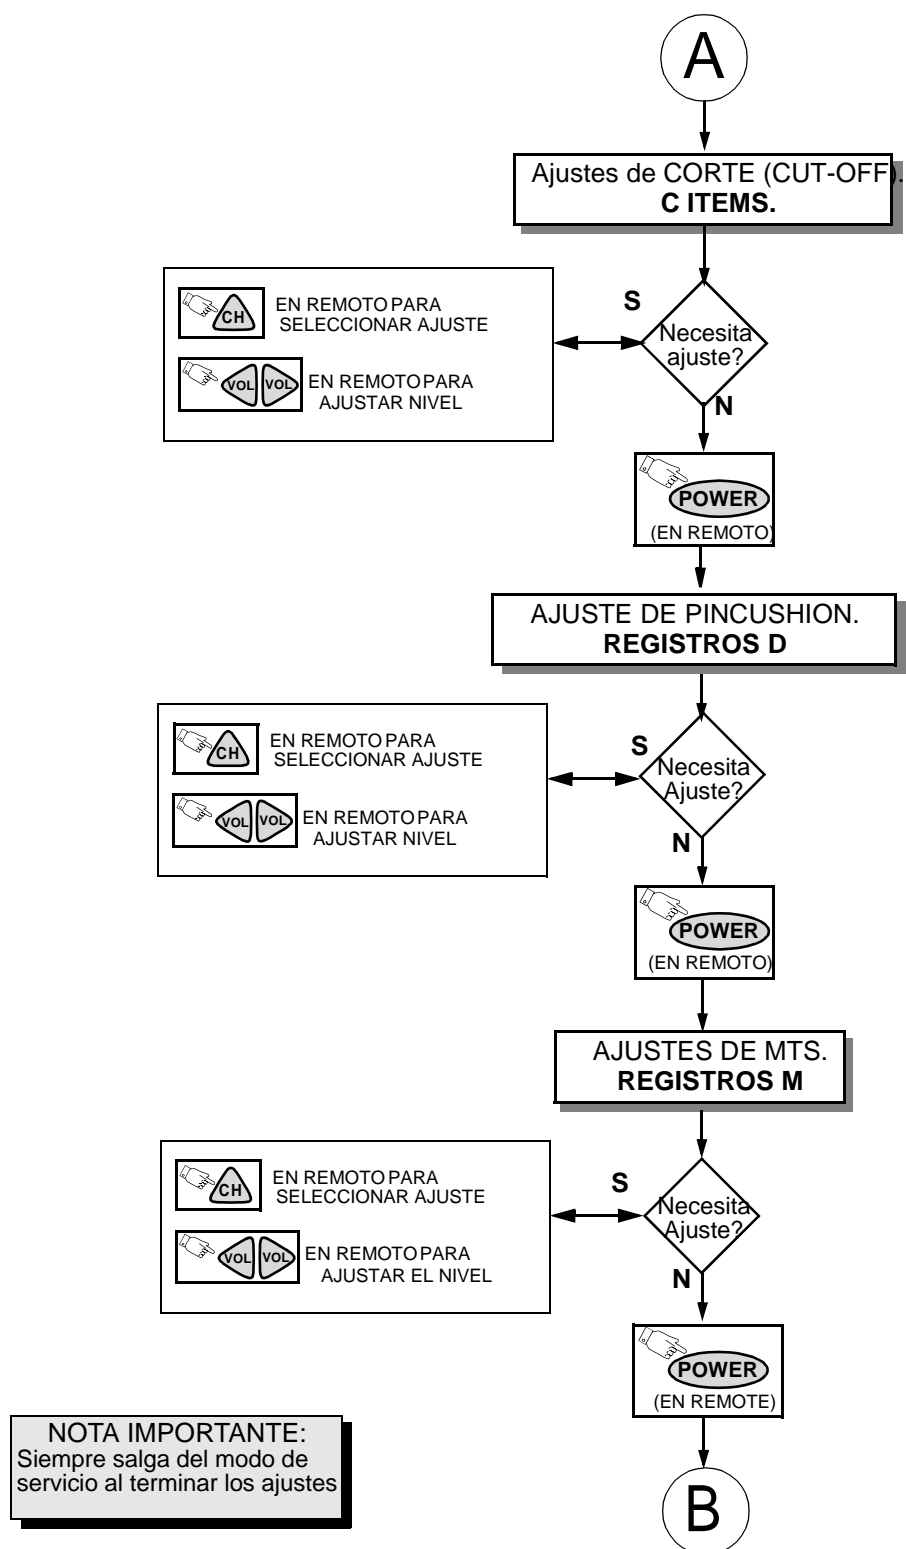 A
Ajustes de CORTE (CUT-OFF).
C ITEMS.
CH
EN REMOTO PARA
SELECCIONAR AJUSTE
VOL VOL
EN REMOTO PARA
AJUSTAR NIVEL
S
Necesita
ajuste?
N
POWER
(EN REMOTO)
AJUSTE DE PINCUSHION.
REGISTROS D
CH
EN REMOTO PARA
SELECCIONAR AJUSTE
VOL VOL
EN REMOTO PARA
AJUSTAR NIVEL
S
Necesita
Ajuste?
N
POWER
(EN REMOTO)
AJUSTES DE MTS.
REGISTROS M
CH
EN REMOTO PARA
SELECCIONAR AJUSTE
VOL VOL
EN REMOTO PARA
AJUSTAR EL NIVEL
S
Necesita
Ajuste?
N
POWER
(EN REMOTE)
NOTA IMPORTANTE:
Siempre salga del modo de
servicio al terminar los ajustes
B